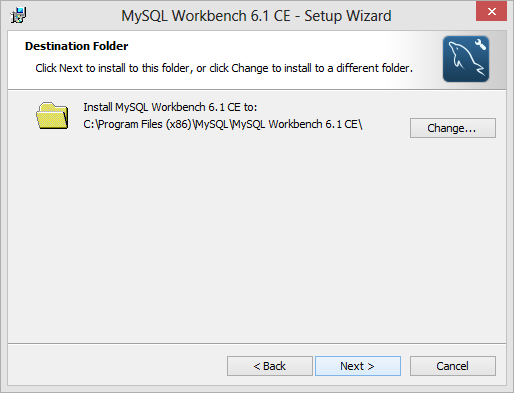 MySQL Workbench 6.1 CE - Setup Wizard
Destination Folder
Click Next to install to this folder, or click Change to install to a different folder.
Install MySQL Workbench 6.1 CE to:
C:\Program Files (x86)\MySQL\MySQL Workbench 6.1 CE\
Change...
< Back
Next >
Cancel